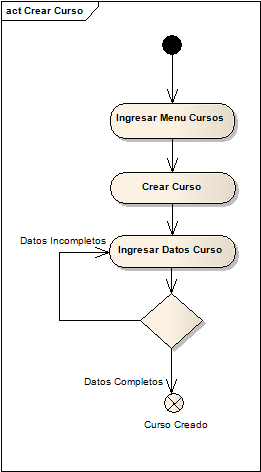 act Crear Curso
Ingresar Menu Cursos
Crear Curso
Datos Incompletos
Ingresar Datos Curso
Datos Completos
Curso Creado